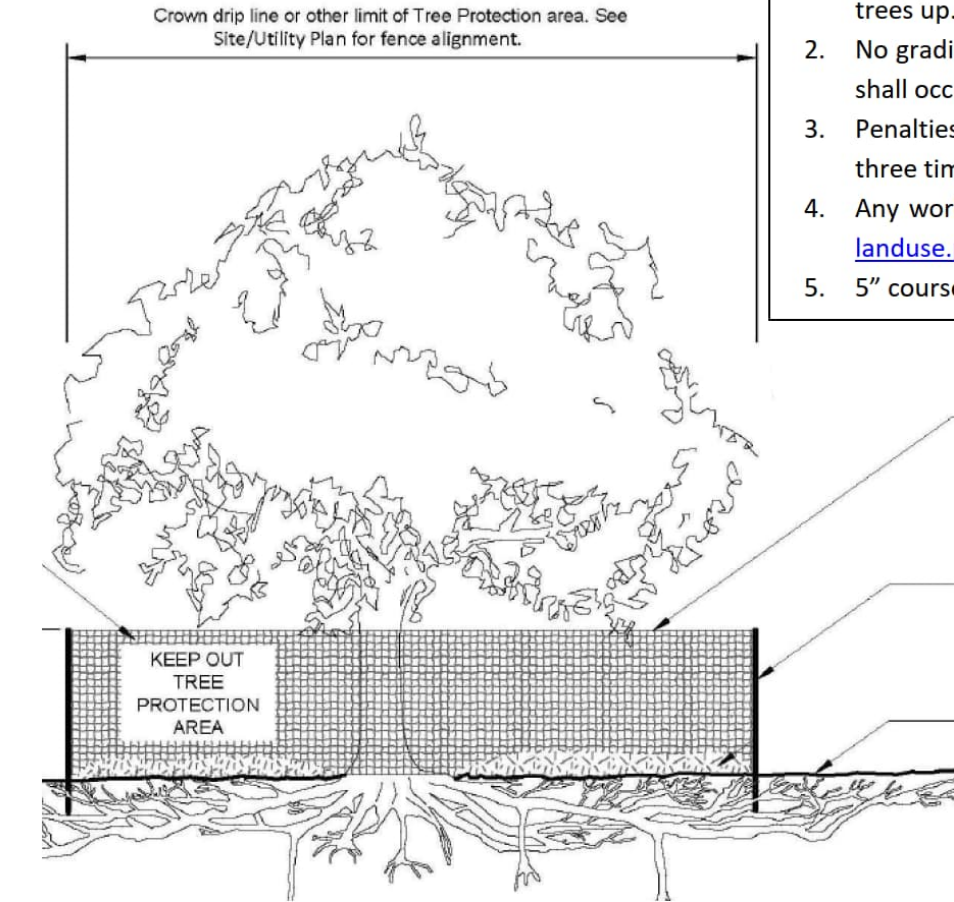 Crown drip line or other limit of Tree Protection area. See
Site/Utility Plan for fence alignment.
trees up.
2. No gradi
shall occ
3. Penalties
three tim
4. Any wor
landuse.
5. 5” course
KEEP OUT
TREE
PROTECTION
AREA